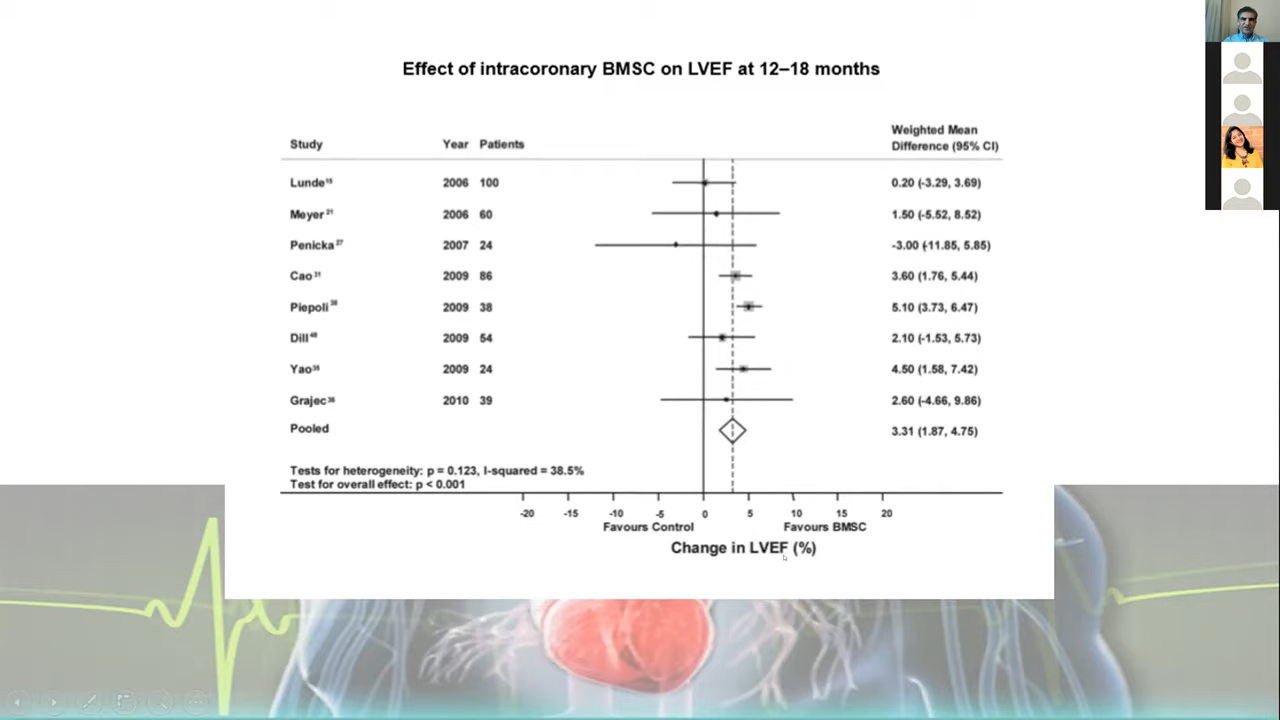 Effect of intracoronary BMSC on LVEF at 12–18 months
Weighted Mean
Study Year Patients Difference (95% CI)
Lunde¹⁵ 2006 100 0.20 (-3.29, 3.69)
Meyer²¹ 2006 60 1.50 (-5.52, 8.52)
Penicka²⁷ 2007 24 -3.00 (-11.85, 5.85)
Cao³¹ 2009 86 3.60 (1.76, 5.44)
Piepoli³⁸ 2009 38 5.10 (3.73, 6.47)
Dill⁴⁸ 2009 54 2.10 (-1.53, 5.73)
Yao 2009 24 4.50 (1.58, 7.42)
Grajec 2010 39 2.60 (-4.66, 9.86)
Pooled 3.31 (1.87, 4.75)
Tests for heterogeneity: p = 0.123, I-squared = 38.5%
Test for overall effect: p < 0.001
-20 -15 -10 -5 0 5 10 15 20
Favours Control Favours BMSC
Change in LVEF (%)